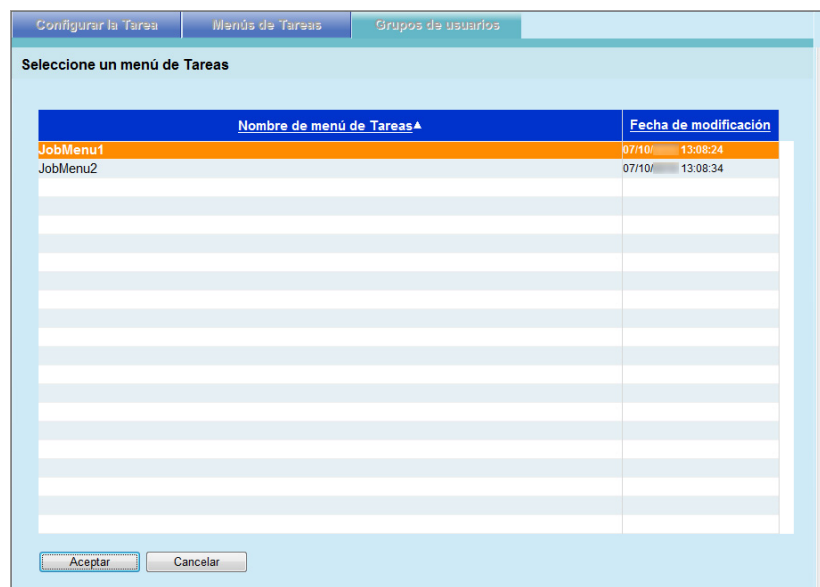 Configurar la Tarea Menús de Tareas Grupos de usuarios
Seleccione un menú de Tareas
Nombre de menú de Tareas▲ Fecha de modificación
JobMenu1 07/10/ 13:08:24
JobMenu2 07/10/ 13:08:34
Aceptar Cancelar